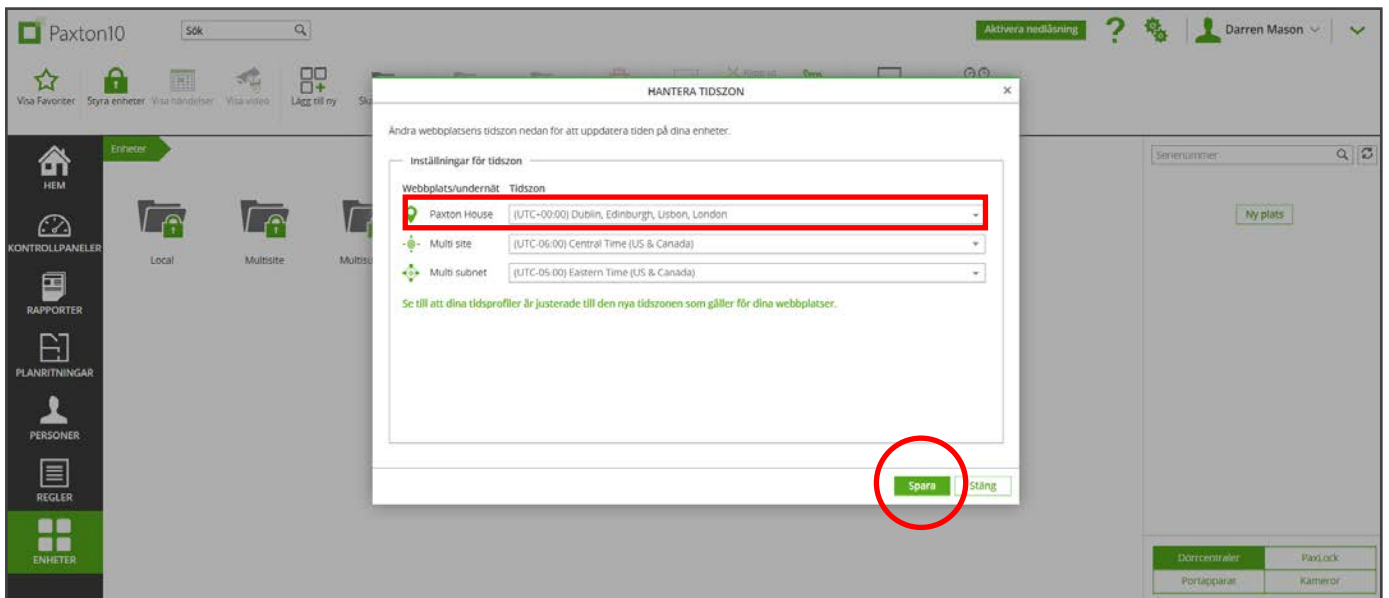 Paxton10
Sök
Aktivera nedlåsning
?
Darren Mason
Visa Favoriter
Styra enheter
Visa händelser
Visa video
Lägg till ny
HANTERA TIDSZON
×
Ändra webbplatsens tidszon nedan för att uppdatera tiden på dina enheter.
Inställningar för tidszon
Webbplats/undernät Tidszon
Paxton House (UTC+00:00) Dublin, Edinburgh, Lisbon, London
Multi site (UTC-06:00) Central Time (US & Canada)
Multi subnet (UTC-05:00) Eastern Time (US & Canada)
Se till att dina tidsprofiler är justerade till den nya tidszonen som gäller för dina webbplatser.
Spara
Stäng
Enheter
Local
Multisite
HEM
KONTROLLPANELER
RAPPORTER
PLANRITNINGAR
PERSONER
REGLER
ENHETER
Serienummer
Ny plats
Dörrcentraler
PaxLock
Portapparat
Kameror